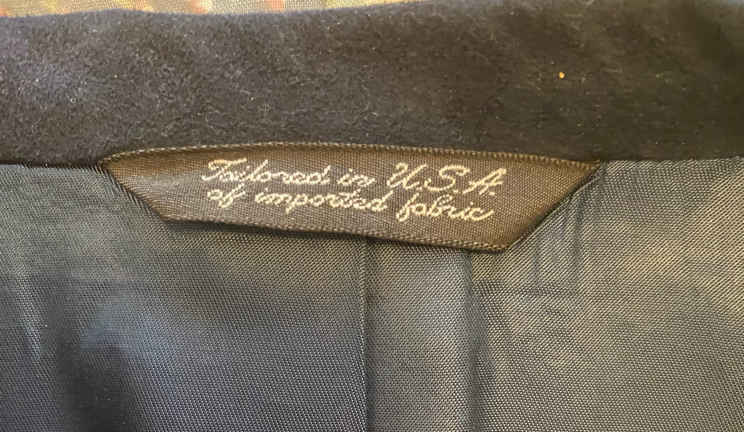 Tailored in U.S.A.
of imported fabric